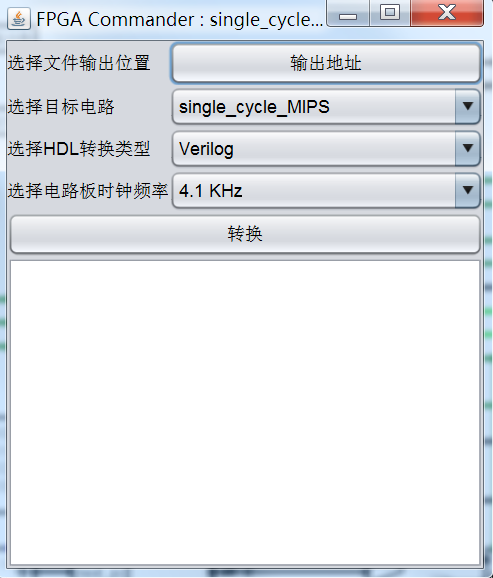 FPGA Commander : single_cycle...
选择文件输出位置 输出地址
选择目标电路 single_cycle_MIPS
选择HDL转换类型 Verilog
选择电路板时钟频率 4.1 KHz
转换